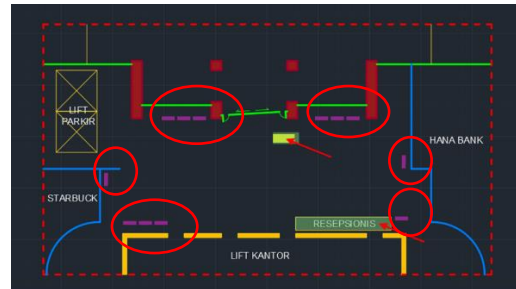 LIFT
PARKIR
HANA BANK
STARBUCK
RESEPSIONIS
LIFT KANTOR